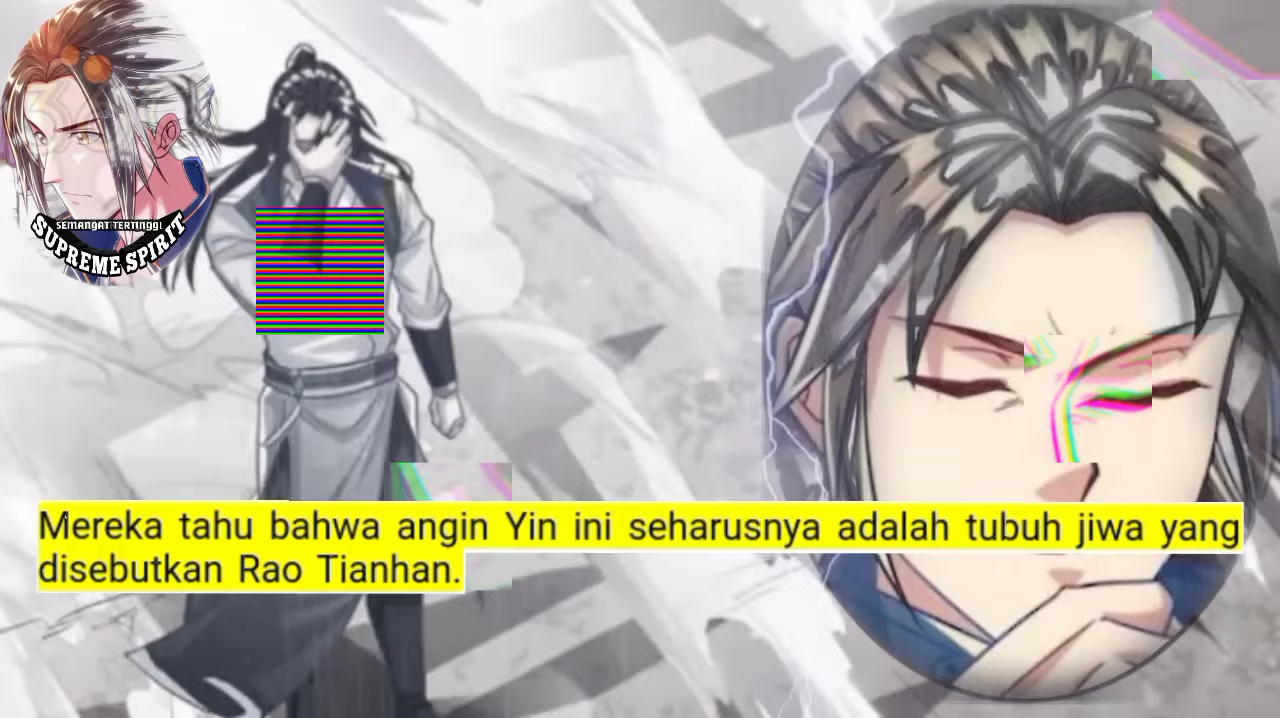 SEMANGAT TERTINGGI
SUPREME SPIRIT
Mereka tahu bahwa angin Yin ini seharusnya adalah tubuh jiwa yang
disebutkan Rao Tianhan.